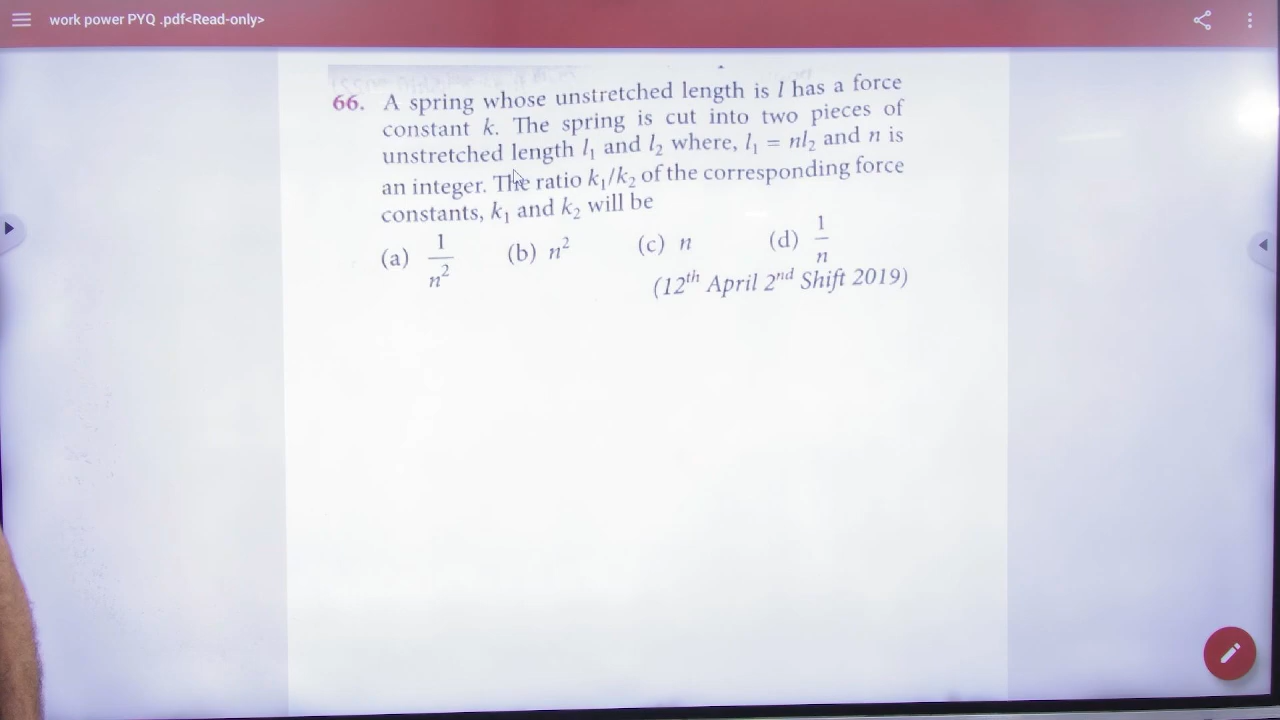 work power PYQ .pdf<Read-only>
66. A spring whose unstretched length is l has a force
constant k. The spring is cut into two pieces of
unstretched length l₁ and l₂ where, l₁ = nl₂ and n is
an integer. The ratio k₁/k₂ of the corresponding force
constants, k₁ and k₂ will be
(a) 1/n² (b) n² (c) n (d) 1/n
(12th April 2nd Shift 2019)